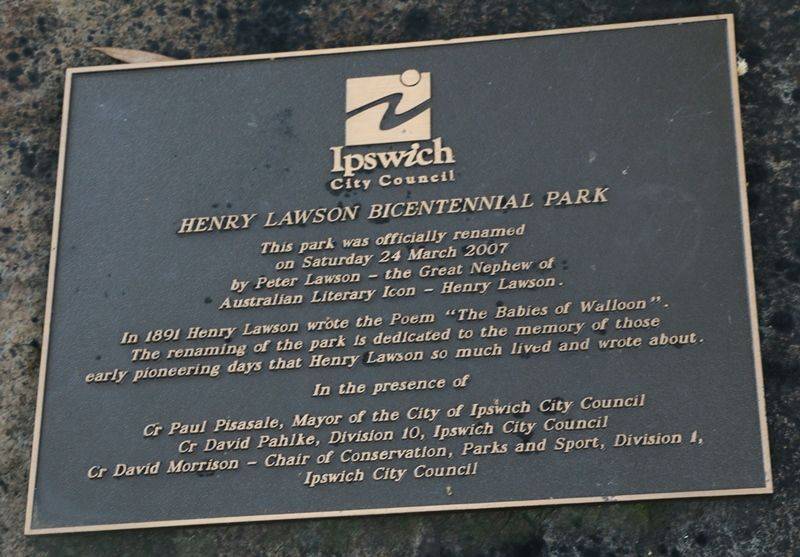 Ipswich
City Council
HENRY LAWSON BICENTENNIAL PARK
This park was officially renamed
on Saturday 24 March 2007
by Peter Lawson – the Great Nephew of
Australian Literary Icon – Henry Lawson.
In 1891 Henry Lawson wrote the Poem "The Babies of Walloon".
The renaming of the park is dedicated to the memory of those
early pioneering days that Henry Lawson so much lived and wrote about.
In the presence of
Cr Paul Pisasale, Mayor of the City of Ipswich City Council
Cr David Pahlke, Division 10, Ipswich City Council
Cr David Morrison – Chair of Conservation, Parks and Sport, Division 1,
Ipswich City Council